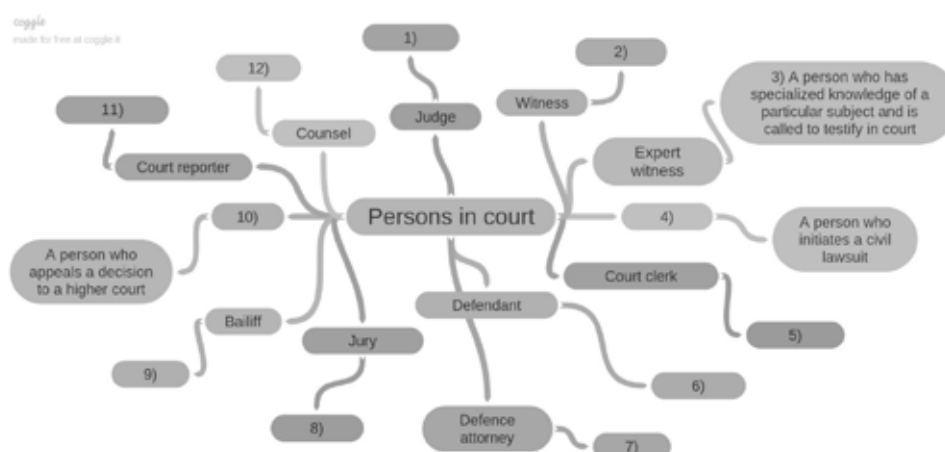 coggle
made for free at coggle.it
1)
2)
12)
3) A person who has
specialized knowledge of a
particular subject and is
called to testify in court
11)
Judge
Witness
Counsel
Court reporter
Expert
witness
10)
Persons in court
4)
A person who
appeals a decision
to a higher court
A person who
initiates a civil
lawsuit
Court clerk
Defendant
Bailiff
Jury
5)
9)
6)
8)
Defence
attorney
7)